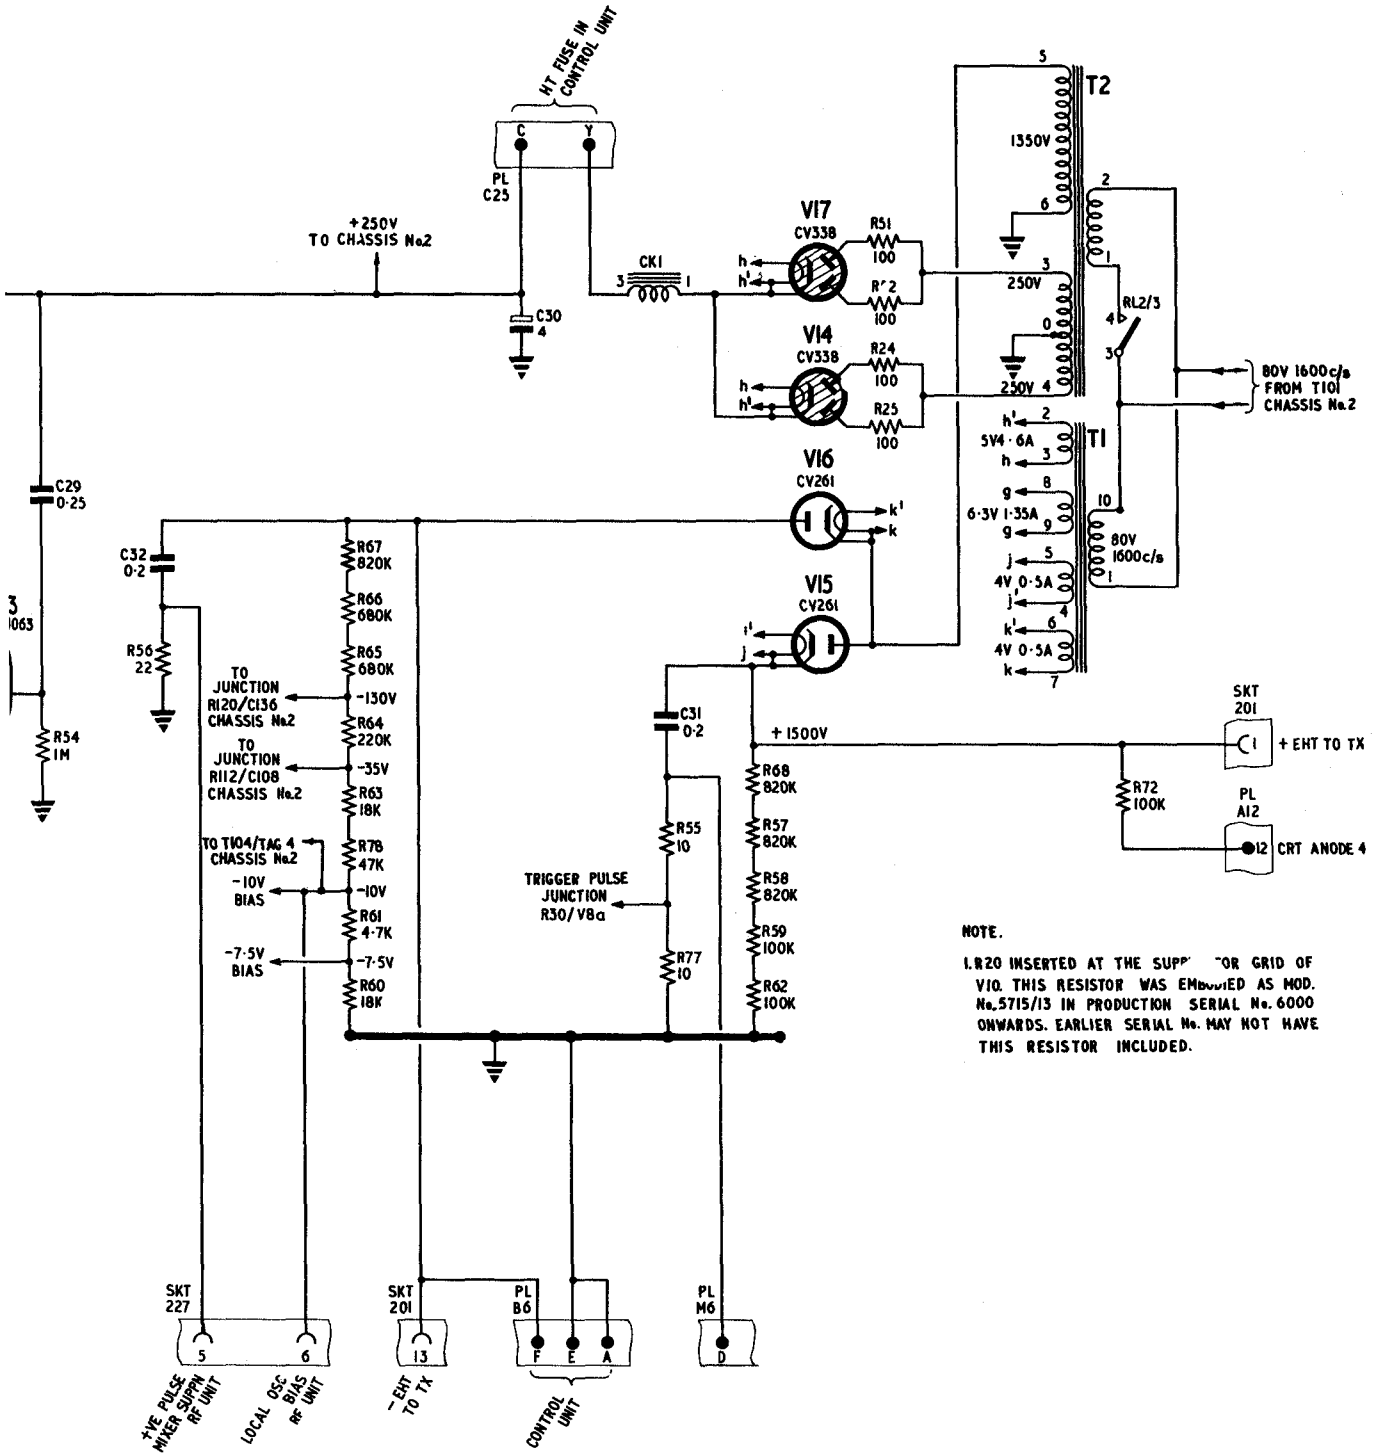 HT FUSE IN
CONTROL UNIT
C Y
PL
C25
+250V
TO CHASSIS No.2
C30
4
3 CK1 1
V17
CV338
h
h'
R51
100
100
V14
CV338
h
h'
R24
100
R25
100
5
T2
1350V
6
2
1
3
250V
0
250V 4
RL2/3
4
3
80V 1600c/s
FROM T101
CHASSIS No.2
h' 2
5V4·6A
h 3
T1
g 8
6·3V 1·35A
g 9
j 5
4V 0·5A
j' 4
k' 6
4V 0·5A
k 7
10
80V
1600c/s
1
C29
0·25
3
1063
R54
1M
C32
0·2
R56
22
V16
CV261
k'
k
V15
CV261
j
R67
820K
R66
680K
R65
680K
-130V
TO
JUNCTION
R120/C136
CHASSIS No.2
R64
220K
TO
JUNCTION
R112/C108
CHASSIS No.2
-35V
R63
18K
TO T104/TAG 4
CHASSIS No.2
R78
47K
-10V
BIAS
-10V
R61
4·7K
-7·5V
BIAS
-7·5V
R60
18K
C31
0·2
+1500V
R68
820K
R55
10
R57
820K
TRIGGER PULSE
JUNCTION
R30/V8a
R58
820K
R59
100K
R77
10
R62
100K
SKT
201
1 + EHT TO TX
R72
100K
PL
A12
12 CRT ANODE 4
NOTE.
1. R20 INSERTED AT THE GRID OF
V10. THIS RESISTOR WAS EMBODIED AS MOD.
No.5715/13 IN PRODUCTION SERIAL No. 6000
ONWARDS. EARLIER SERIAL No. MAY NOT HAVE
THIS RESISTOR INCLUDED.
SKT
227
5 6
+VE PULSE
MIXER SUPPN
RF UNIT
LOCAL OSC
BIAS
RF UNIT
SKT
201
13
-EHT
TO TX
PL
B6
F E A
CONTROL
UNIT
PL
M6
D